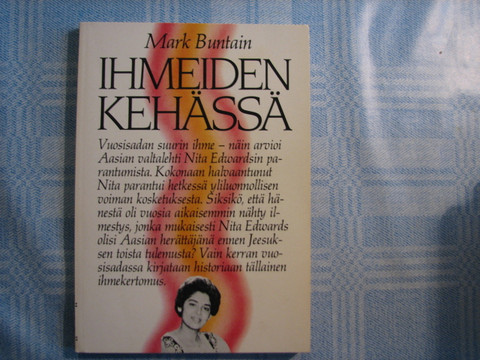 Mark Buntain
IHMEIDEN
KEHÄSSÄ
Vuosisadan suurin ihme – näin arvioi
Aasian valtalehti Nita Edwardsin pa-
rantumista. Kokonaan halvaantunut
Nita parantui hetkessä yliluonnollisen
voiman kosketuksesta. Siksikö, että hä-
nestä oli vuosia aikaisemmin nähty il-
mestys, jonka mukaisesti Nita Edwards
olisi Aasian herättäjänä ennen Jeesuk-
sen toista tulemusta? Vain kerran vuo-
sisadassa kirjataan historiaan tällainen
ihmekertomus.